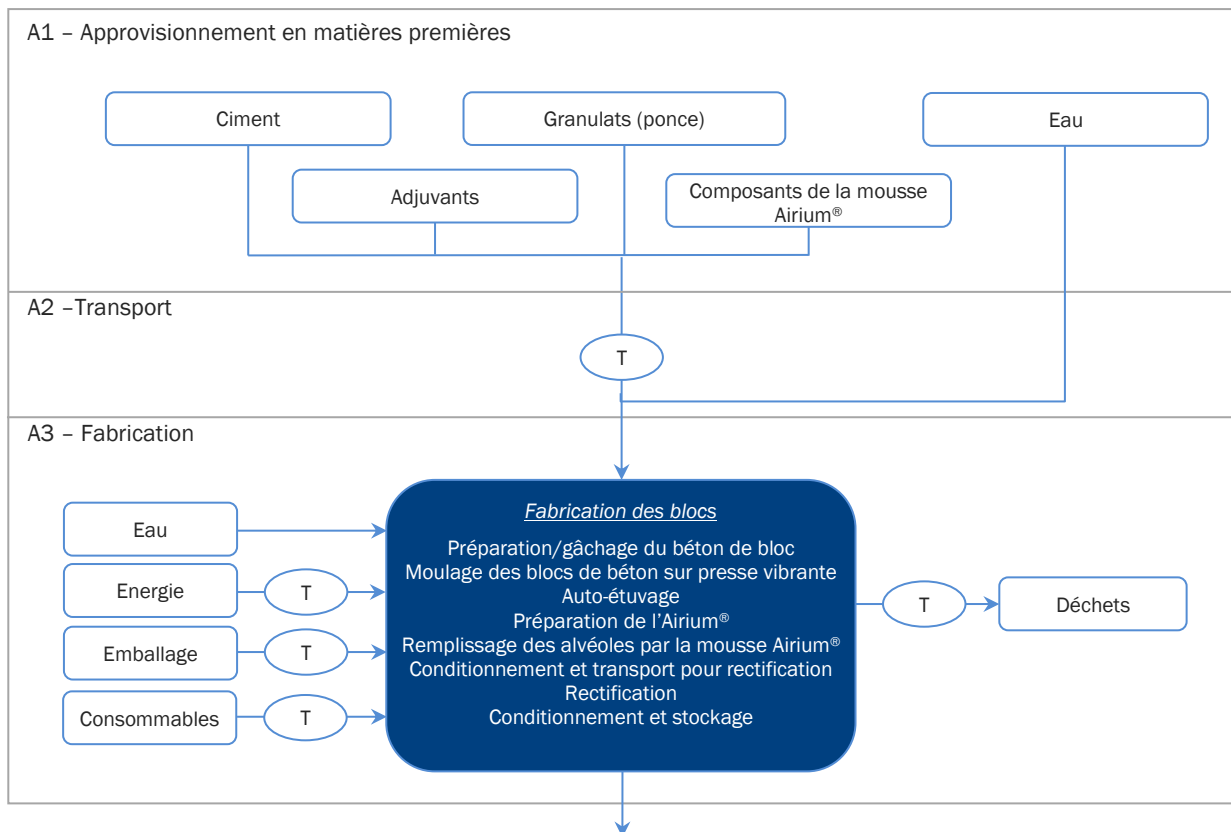 A1 – Approvisionnement en matières premières
Ciment
Granulats (ponce)
Eau
Adjuvants
Composants de la mousse
Airium®
A2 –Transport
T
A3 – Fabrication
Fabrication des blocs
Préparation/gâchage du béton de bloc
Moulage des blocs de béton sur presse vibrante
Auto-étuvage
Préparation de l'Airium®
Remplissage des alvéoles par la mousse Airium®
Conditionnement et transport pour rectification
Rectification
Conditionnement et stockage
Eau
Energie
T
Emballage
T
Consommables
T
T
Déchets